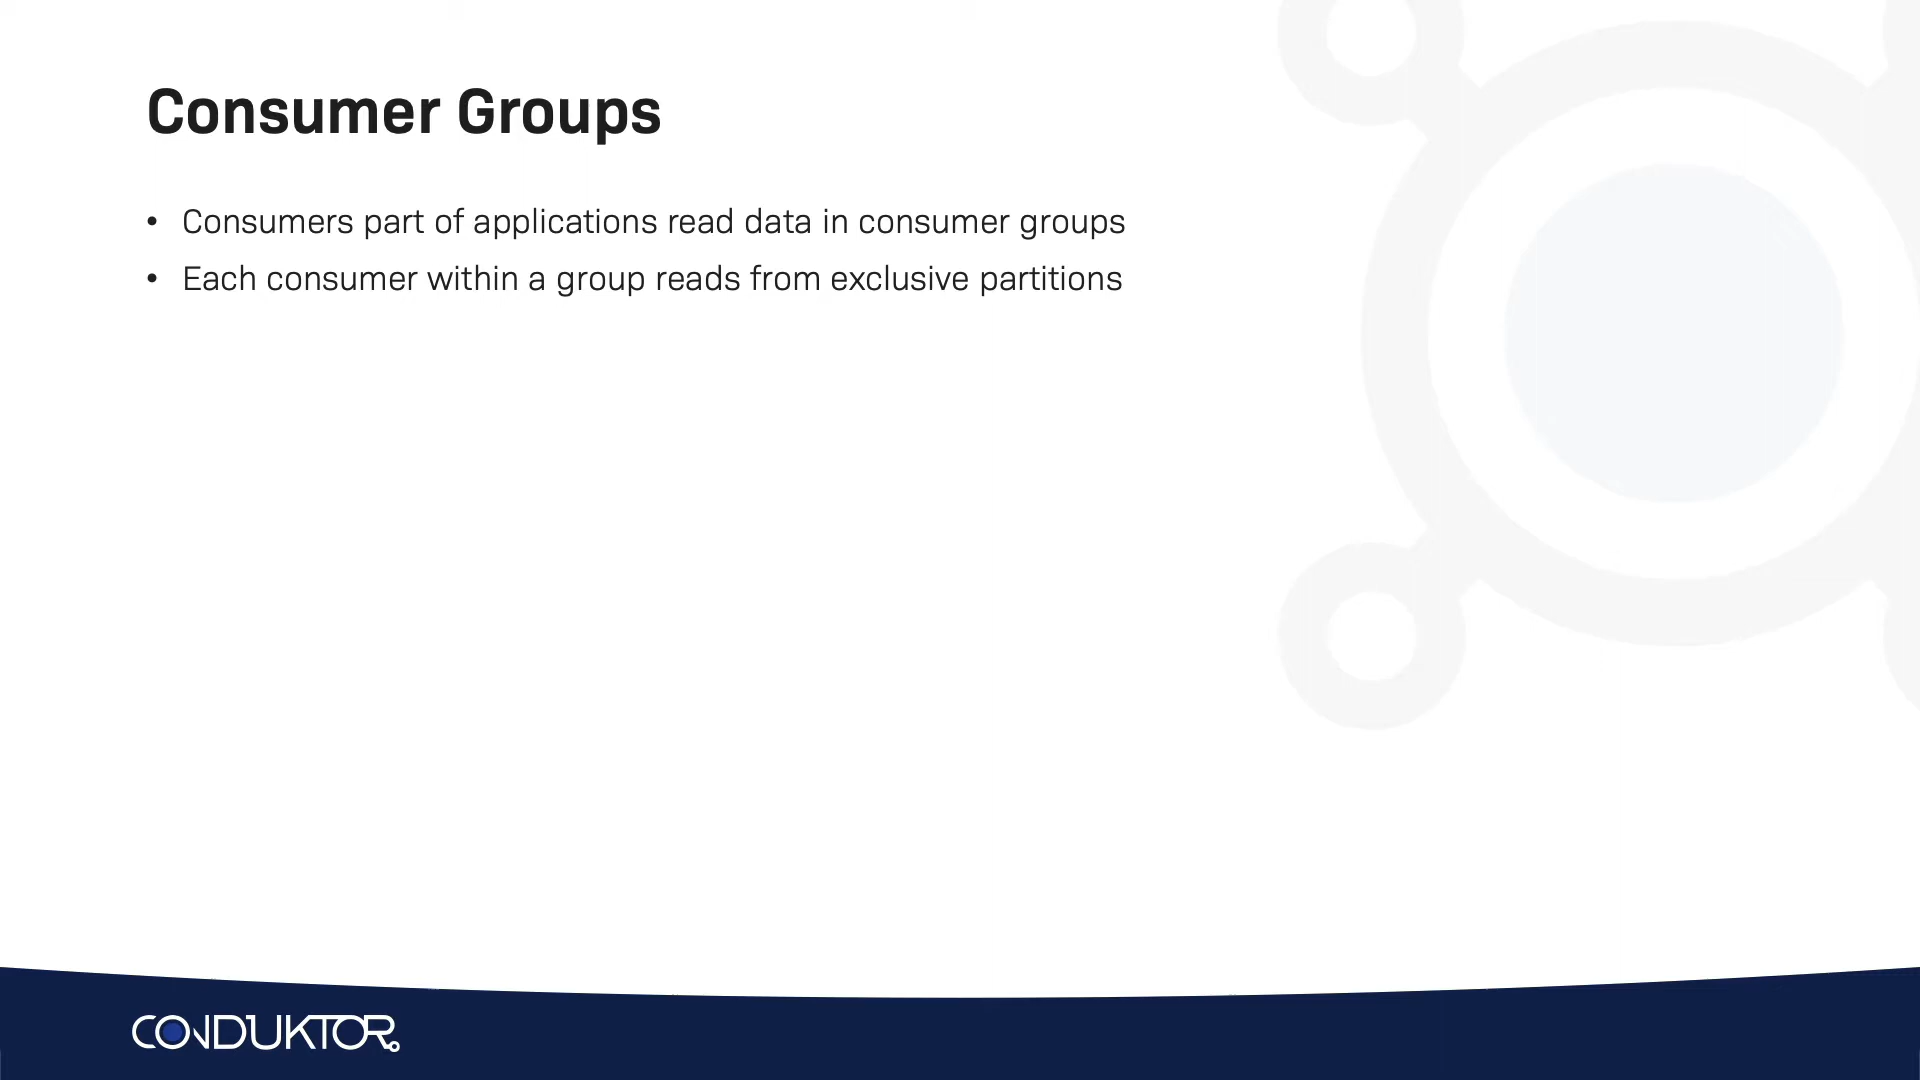 Consumer Groups
• Consumers part of applications read data in consumer groups
• Each consumer within a group reads from exclusive partitions
CONDUKTOR